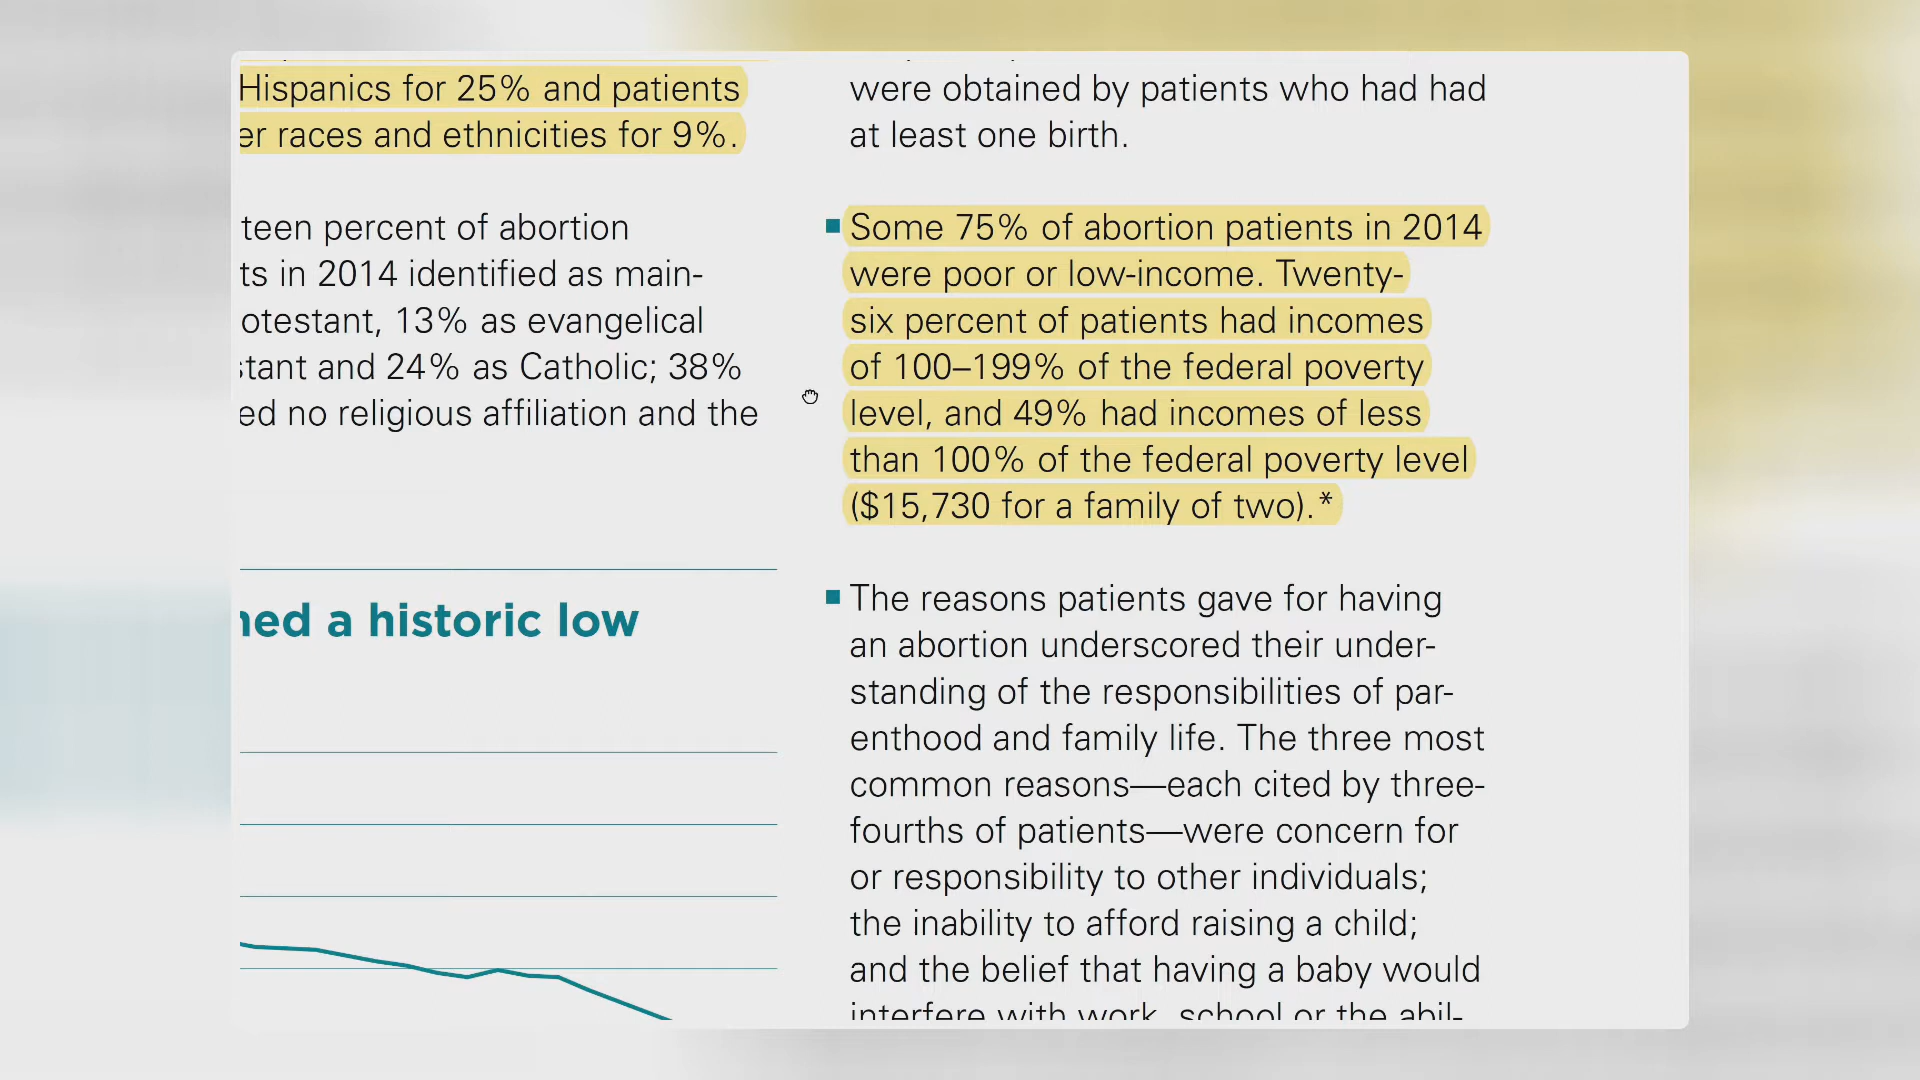 Hispanics for 25% and patients
er races and ethnicities for 9%.
teen percent of abortion
ts in 2014 identified as main-
otestant, 13% as evangelical
tant and 24% as Catholic; 38%
ed no religious affiliation and the
ned a historic low
were obtained by patients who had had
at least one birth.
Some 75% of abortion patients in 2014
were poor or low-income. Twenty-
six percent of patients had incomes
of 100–199% of the federal poverty
level, and 49% had incomes of less
than 100% of the federal poverty level
($15,730 for a family of two).*
The reasons patients gave for having
an abortion underscored their under-
standing of the responsibilities of par-
enthood and family life. The three most
common reasons—each cited by three-
fourths of patients—were concern for
or responsibility to other individuals;
the inability to afford raising a child;
and the belief that having a baby would
interfere with work, school or the abil-